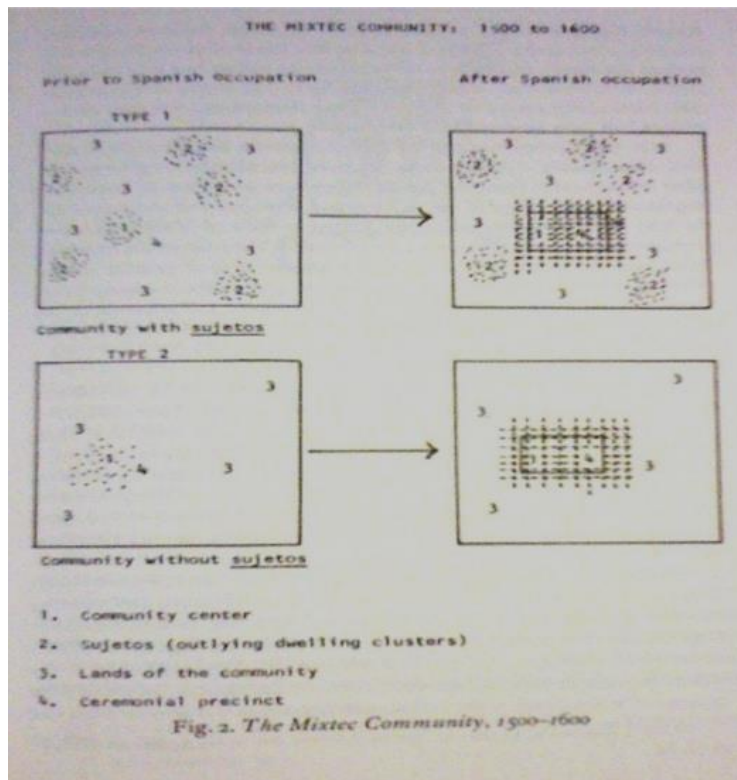 THE MIXTEC COMMUNITY: 1500 to 1600
Prior to Spanish Occupation
After Spanish occupation
TYPE 1
3 2 3
2 3 2
3 1 4 3
2 3 2
3 2 3
2 3 2
3 1 4 3
2 3 2
Community with sujetos
TYPE 2
3
3 1 4 3
3
3
3 1 4 3
3
Community without sujetos
1. Community center
2. Sujetos (outlying dwelling clusters)
3. Lands of the community
4. Ceremonial precinct
Fig. 2. The Mixtec Community, 1500–1600